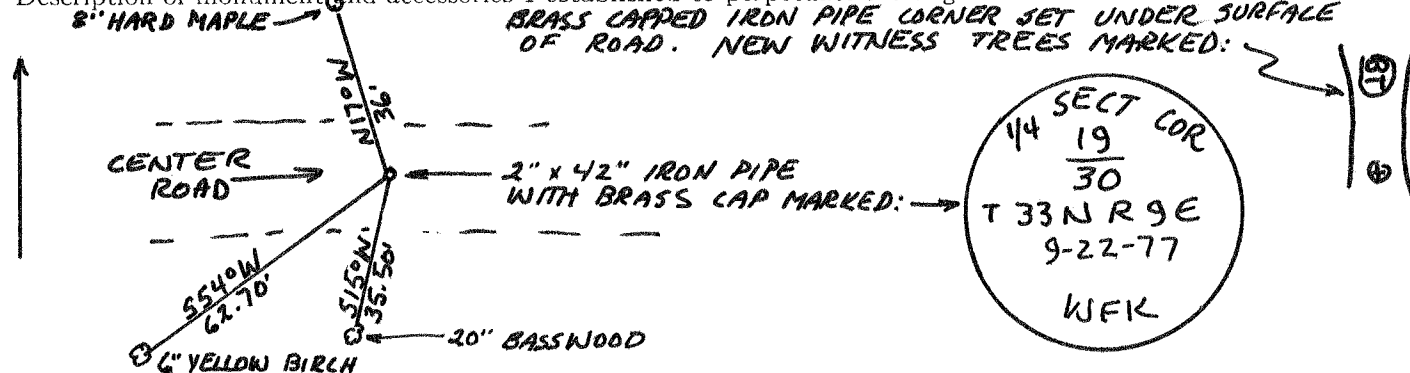 8" HARD MAPLE
BRASS CAPPED IRON PIPE CORNER SET UNDER SURFACE
OF ROAD. NEW WITNESS TREES MARKED:
BT
N17°W
36'
CENTER
ROAD
2" x 42" IRON PIPE
WITH BRASS CAP MARKED:
1/4 SECT COR
19
30
T 33 N R 9 E
9-22-77
WFK
S54°W
62.70'
S15°W
35.50'
20" BASSWOOD
6" YELLOW BIRCH